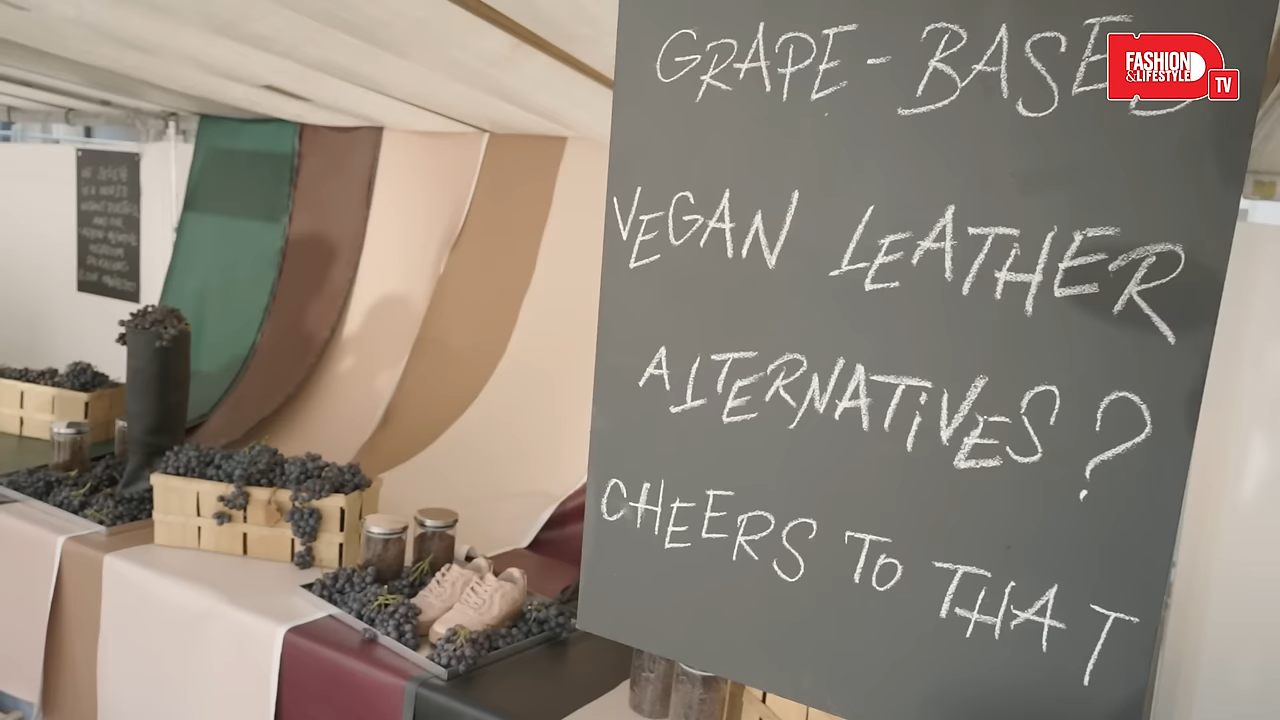 GRAPE-BASED
VEGAN LEATHER
ALTERNATIVES?
CHEERS TO THAT
FASHION
&LIFESTYLE
TV